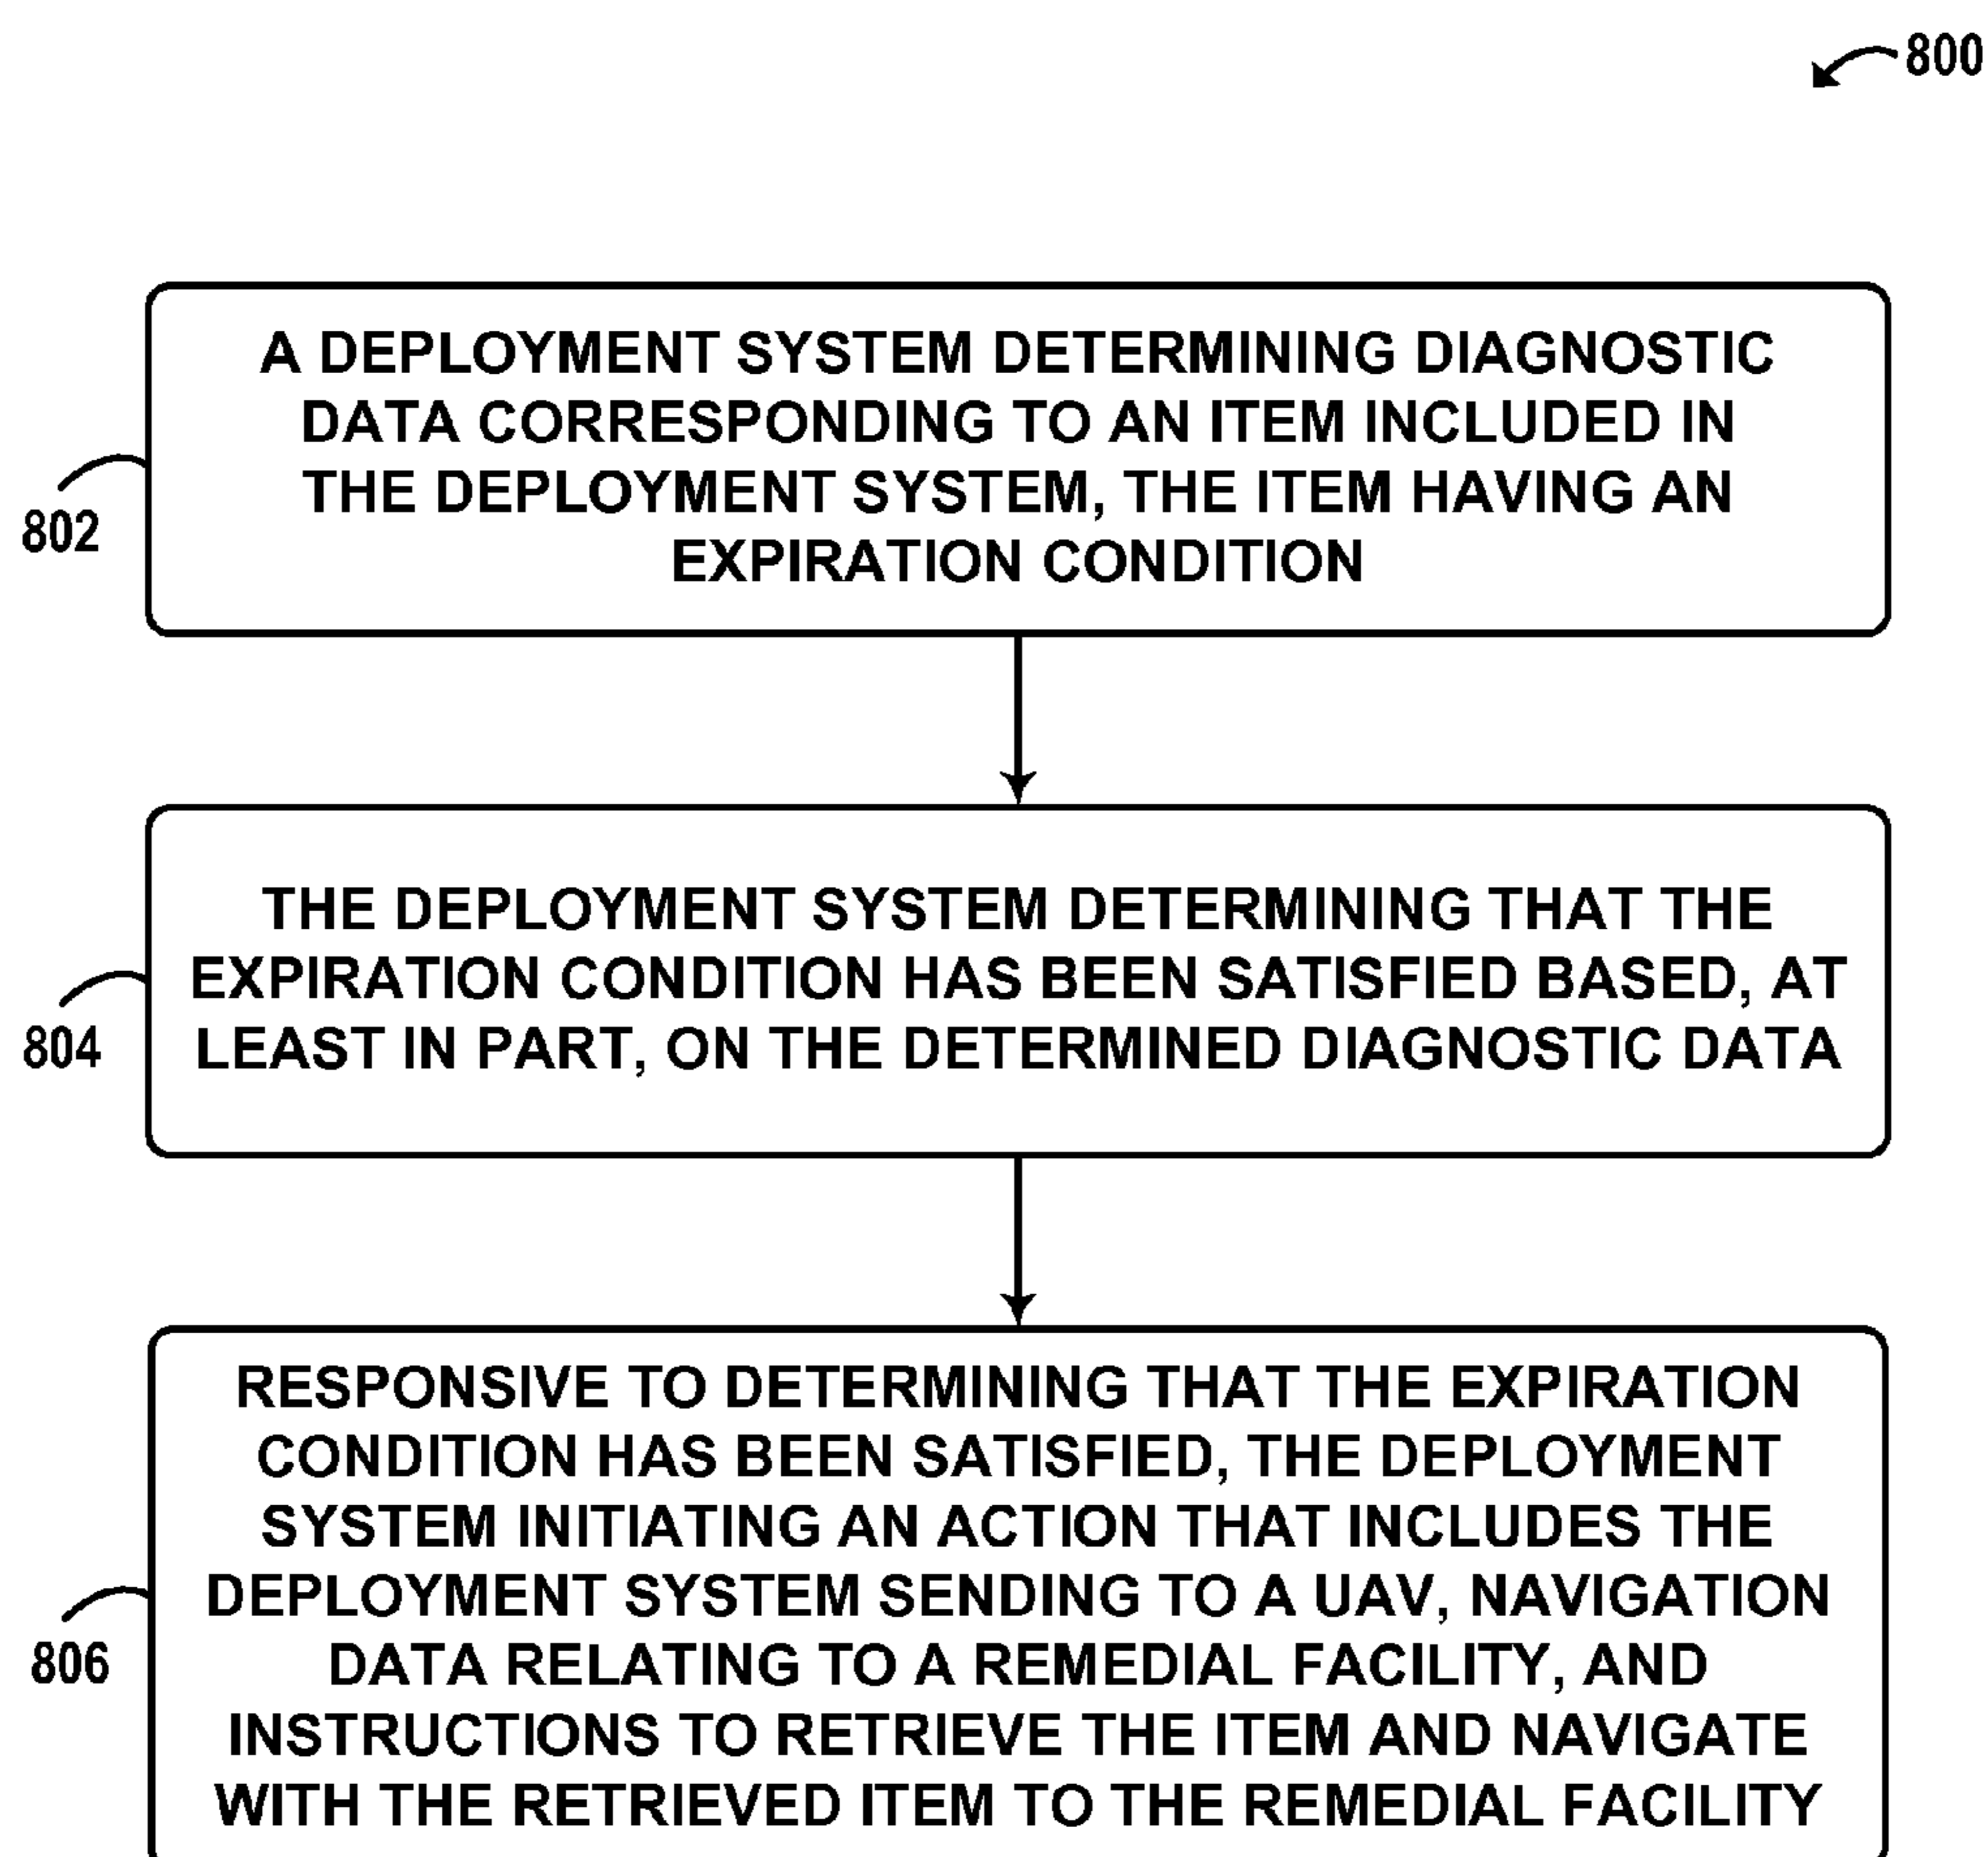 800
A DEPLOYMENT SYSTEM DETERMINING DIAGNOSTIC
DATA CORRESPONDING TO AN ITEM INCLUDED IN
THE DEPLOYMENT SYSTEM, THE ITEM HAVING AN
EXPIRATION CONDITION
802
THE DEPLOYMENT SYSTEM DETERMINING THAT THE
EXPIRATION CONDITION HAS BEEN SATISFIED BASED, AT
LEAST IN PART, ON THE DETERMINED DIAGNOSTIC DATA
804
RESPONSIVE TO DETERMINING THAT THE EXPIRATION
CONDITION HAS BEEN SATISFIED, THE DEPLOYMENT
SYSTEM INITIATING AN ACTION THAT INCLUDES THE
DEPLOYMENT SYSTEM SENDING TO A UAV, NAVIGATION
DATA RELATING TO A REMEDIAL FACILITY, AND
INSTRUCTIONS TO RETRIEVE THE ITEM AND NAVIGATE
WITH THE RETRIEVED ITEM TO THE REMEDIAL FACILITY
806